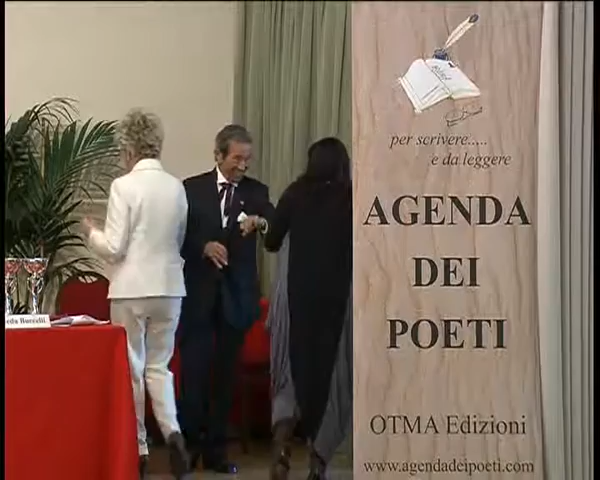 per scrivere.....
e da leggere
AGENDA
DEI
POETI
OTMA Edizioni
www.agendadeipoeti.com